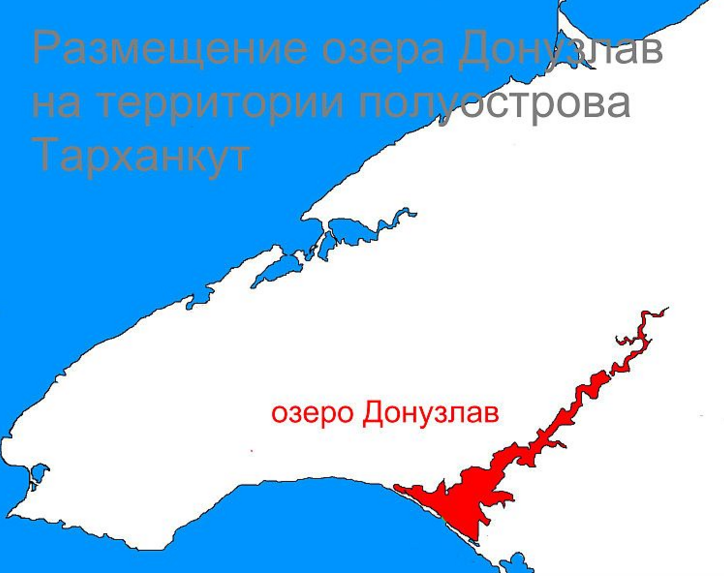 Размещение озера Донузлав
на территории полуострова
Тарханкут
озеро Донузлав